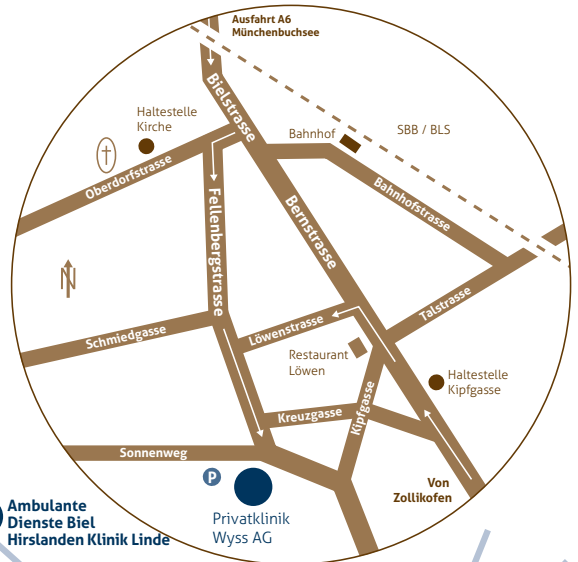 Ausfahrt A6
Münchenbuchsee
Bielstrasse
Haltestelle
Kirche
Bahnhof
SBB / BLS
Oberdorfstrasse
Bahnhofstrasse
Fellenbergstrasse
Bernstrasse
N
Talstrasse
Schmiedgasse
Löwenstrasse
Restaurant
Löwen
Haltestelle
Kipfgasse
Kipfgasse
Kreuzgasse
Sonnenweg
P
Von
Zollikofen
Privatklinik
Wyss AG
Ambulante
Dienste Biel
Hirslanden Klinik Linde